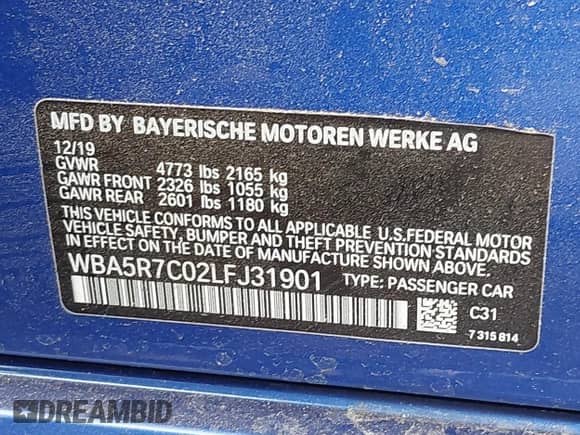 MFD BY BAYERISCHE MOTOREN WERKE AG
12/19
GVWR 4773 lbs 2165 kg
GAWR FRONT 2326 lbs 1055 kg
GAWR REAR 2601 lbs 1180 kg
THIS VEHICLE CONFORMS TO ALL APPLICABLE U.S.FEDERAL MOTOR
VEHICLE SAFETY, BUMPER AND THEFT PREVENTION STANDARDS
IN EFFECT ON THE DATE OF MANUFACTURE SHOWN ABOVE.
WBA5R7C02LFJ31901 TYPE: PASSENGER CAR
C31
7 315 814
DREAMBID